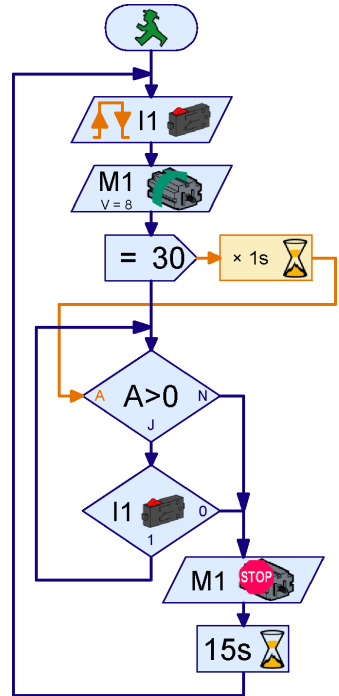 I1
M1
V = 8
= 30
× 1s
A
A>0
N
J
I1
0
1
M1
STOP
15s